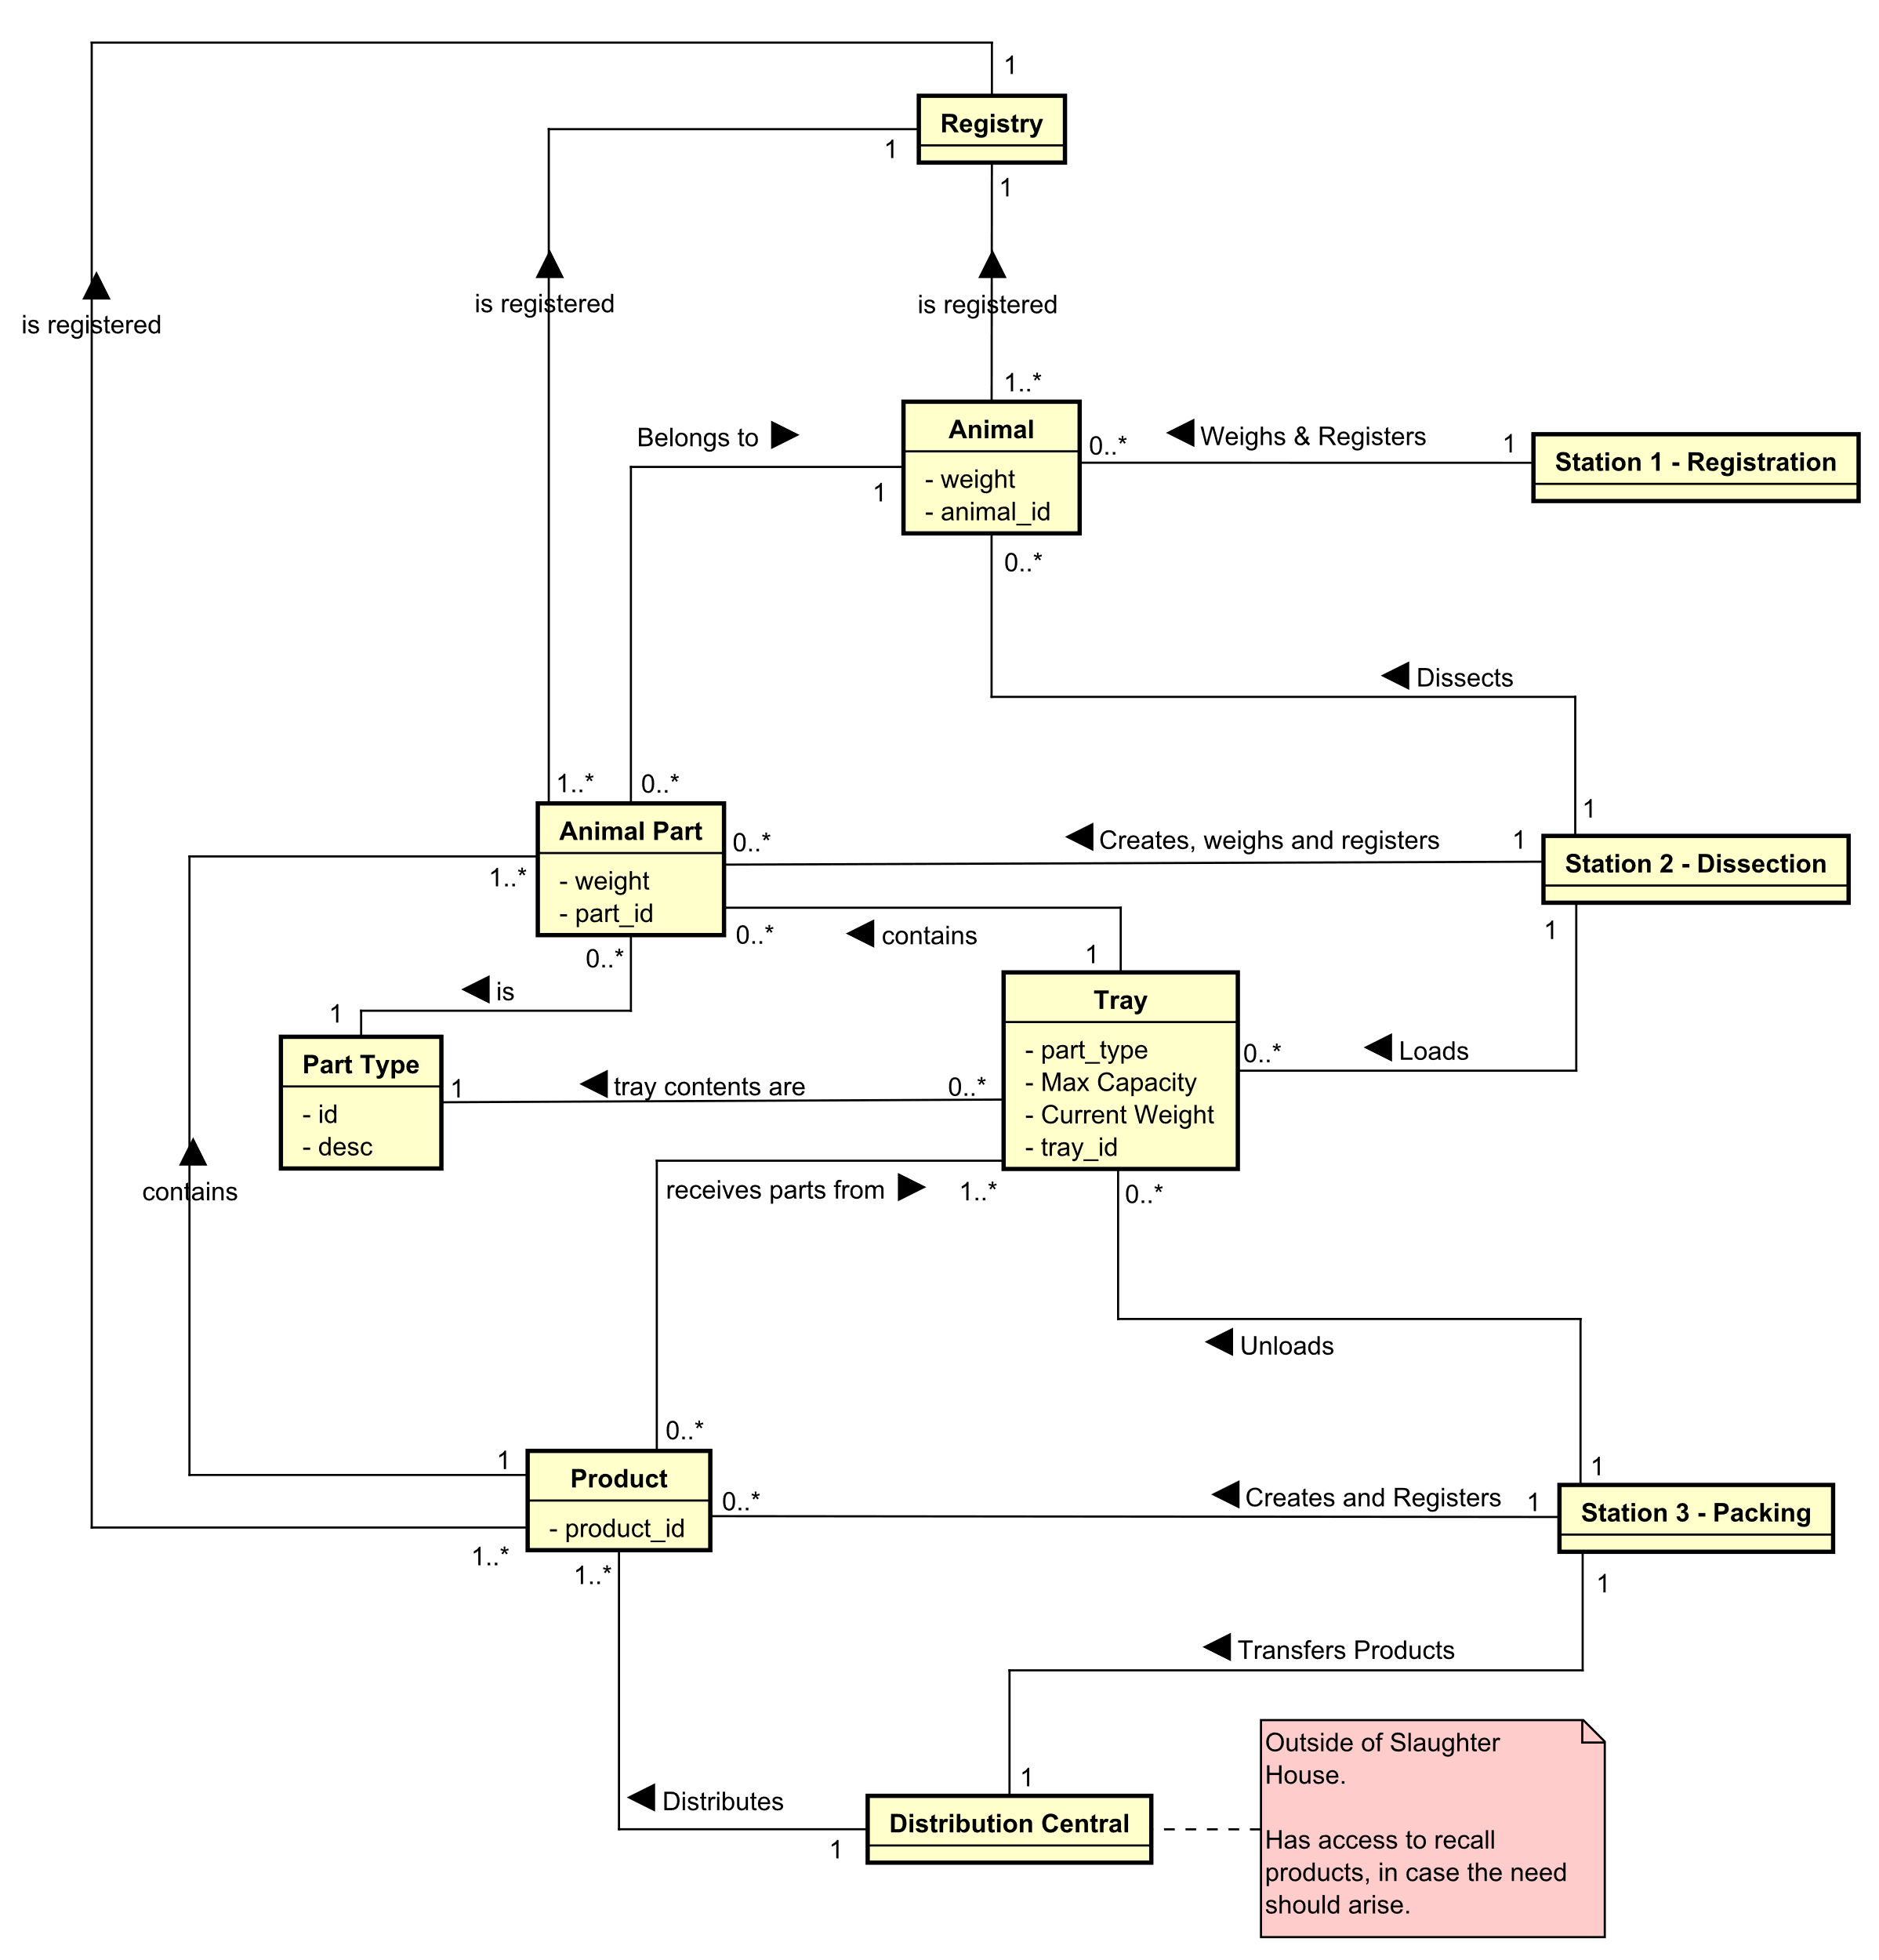 1
Registry
1
1
is registered
is registered
is registered
1..*
Belongs to
Animal
0..*
Weighs & Registers
1
Station 1 - Registration
1
- weight
- animal_id
0..*
Dissects
1
1..*
0..*
Animal Part
0..*
Creates, weighs and registers
1
Station 2 - Dissection
1..*
- weight
- part_id
0..*
contains
1
1
0..*
is
1
Tray
Part Type
1
tray contents are
0..*
- part_type
- Max Capacity
- Current Weight
- tray_id
0..*
Loads
- id
- desc
contains
receives parts from
1..*
0..*
Unloads
0..*
1
1
Product
0..*
Creates and Registers
1
Station 3 - Packing
- product_id
1..*
1..*
1
Transfers Products
1
Distributes
1
Distribution Central
Outside of Slaughter
House.
Has access to recall
products, in case the need
should arise.